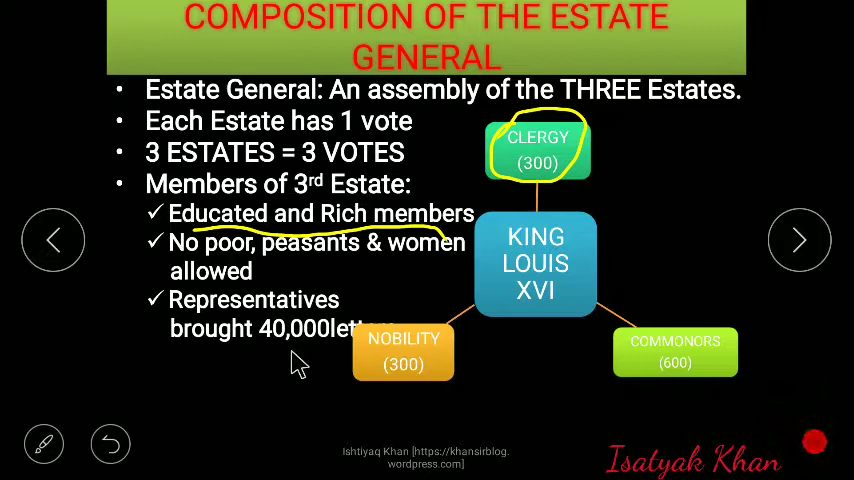 COMPOSITION OF THE ESTATE
GENERAL
• Estate General: An assembly of the THREE Estates.
• Each Estate has 1 vote
• 3 ESTATES = 3 VOTES
• Members of 3rd Estate:
✓ Educated and Rich members
✓ No poor, peasants & women
allowed
✓ Representatives
brought 40,000letters
CLERGY
(300)
KING
LOUIS
XVI
NOBILITY
(300)
COMMONORS
(600)
Ishtiyaq Khan [https://khansirblog.
wordpress.com]
Isatyak Khan